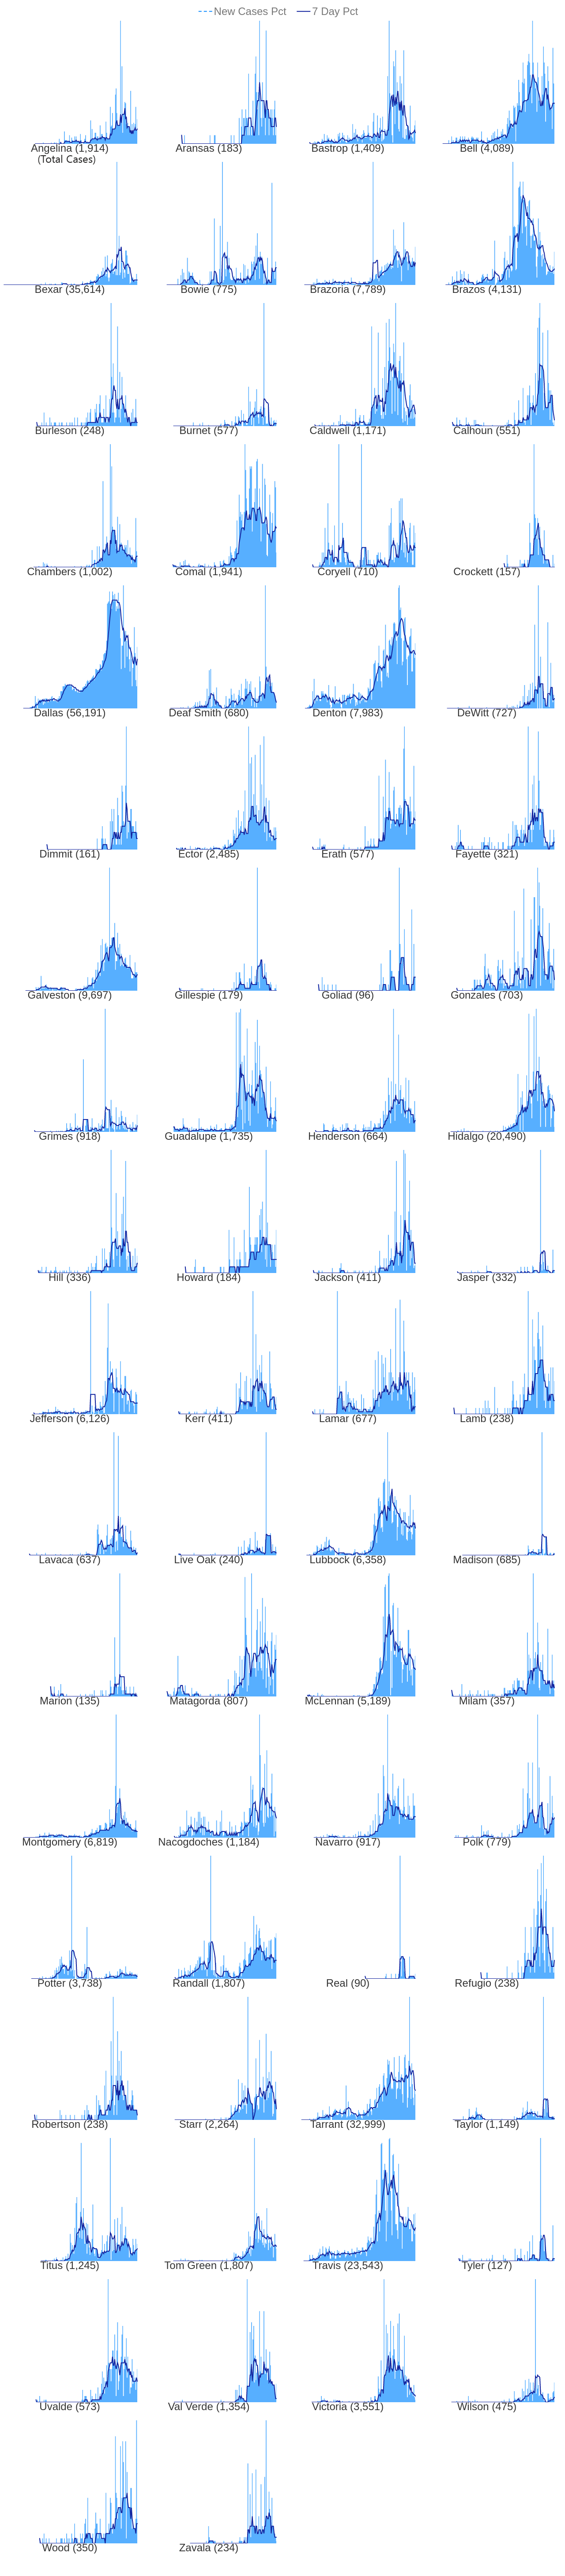 New Cases Pct 7 Day Pct
Angelina (1,914) Aransas (183) Bastrop (1,409) Bell (4,089)
(Total Cases)
Bexar (35,614) Bowie (775) Brazoria (7,789) Brazos (4,131)
Burleson (248) Burnet (577) Caldwell (1,171) Calhoun (551)
Chambers (1,002) Comal (1,941) Coryell (710) Crockett (157)
Dallas (56,191) Deaf Smith (680) Denton (7,983) DeWitt (727)
Dimmit (161) Ector (2,485) Erath (577) Fayette (321)
Galveston (9,697) Gillespie (179) Goliad (96) Gonzales (703)
Grimes (918) Guadalupe (1,735) Henderson (664) Hidalgo (20,490)
Hill (336) Howard (184) Jackson (411) Jasper (332)
Jefferson (6,126) Kerr (411) Lamar (677) Lamb (238)
Lavaca (637) Live Oak (240) Lubbock (6,358) Madison (685)
Marion (135) Matagorda (807) McLennan (5,189) Milam (357)
Montgomery (6,819) Nacogdoches (1,184) Navarro (917) Polk (779)
Potter (3,738) Randall (1,807) Real (90) Refugio (238)
Robertson (238) Starr (2,264) Tarrant (32,999) Taylor (1,149)
Titus (1,245) Tom Green (1,807) Travis (23,543) Tyler (127)
Uvalde (573) Val Verde (1,354) Victoria (3,551) Wilson (475)
Wood (350) Zavala (234)